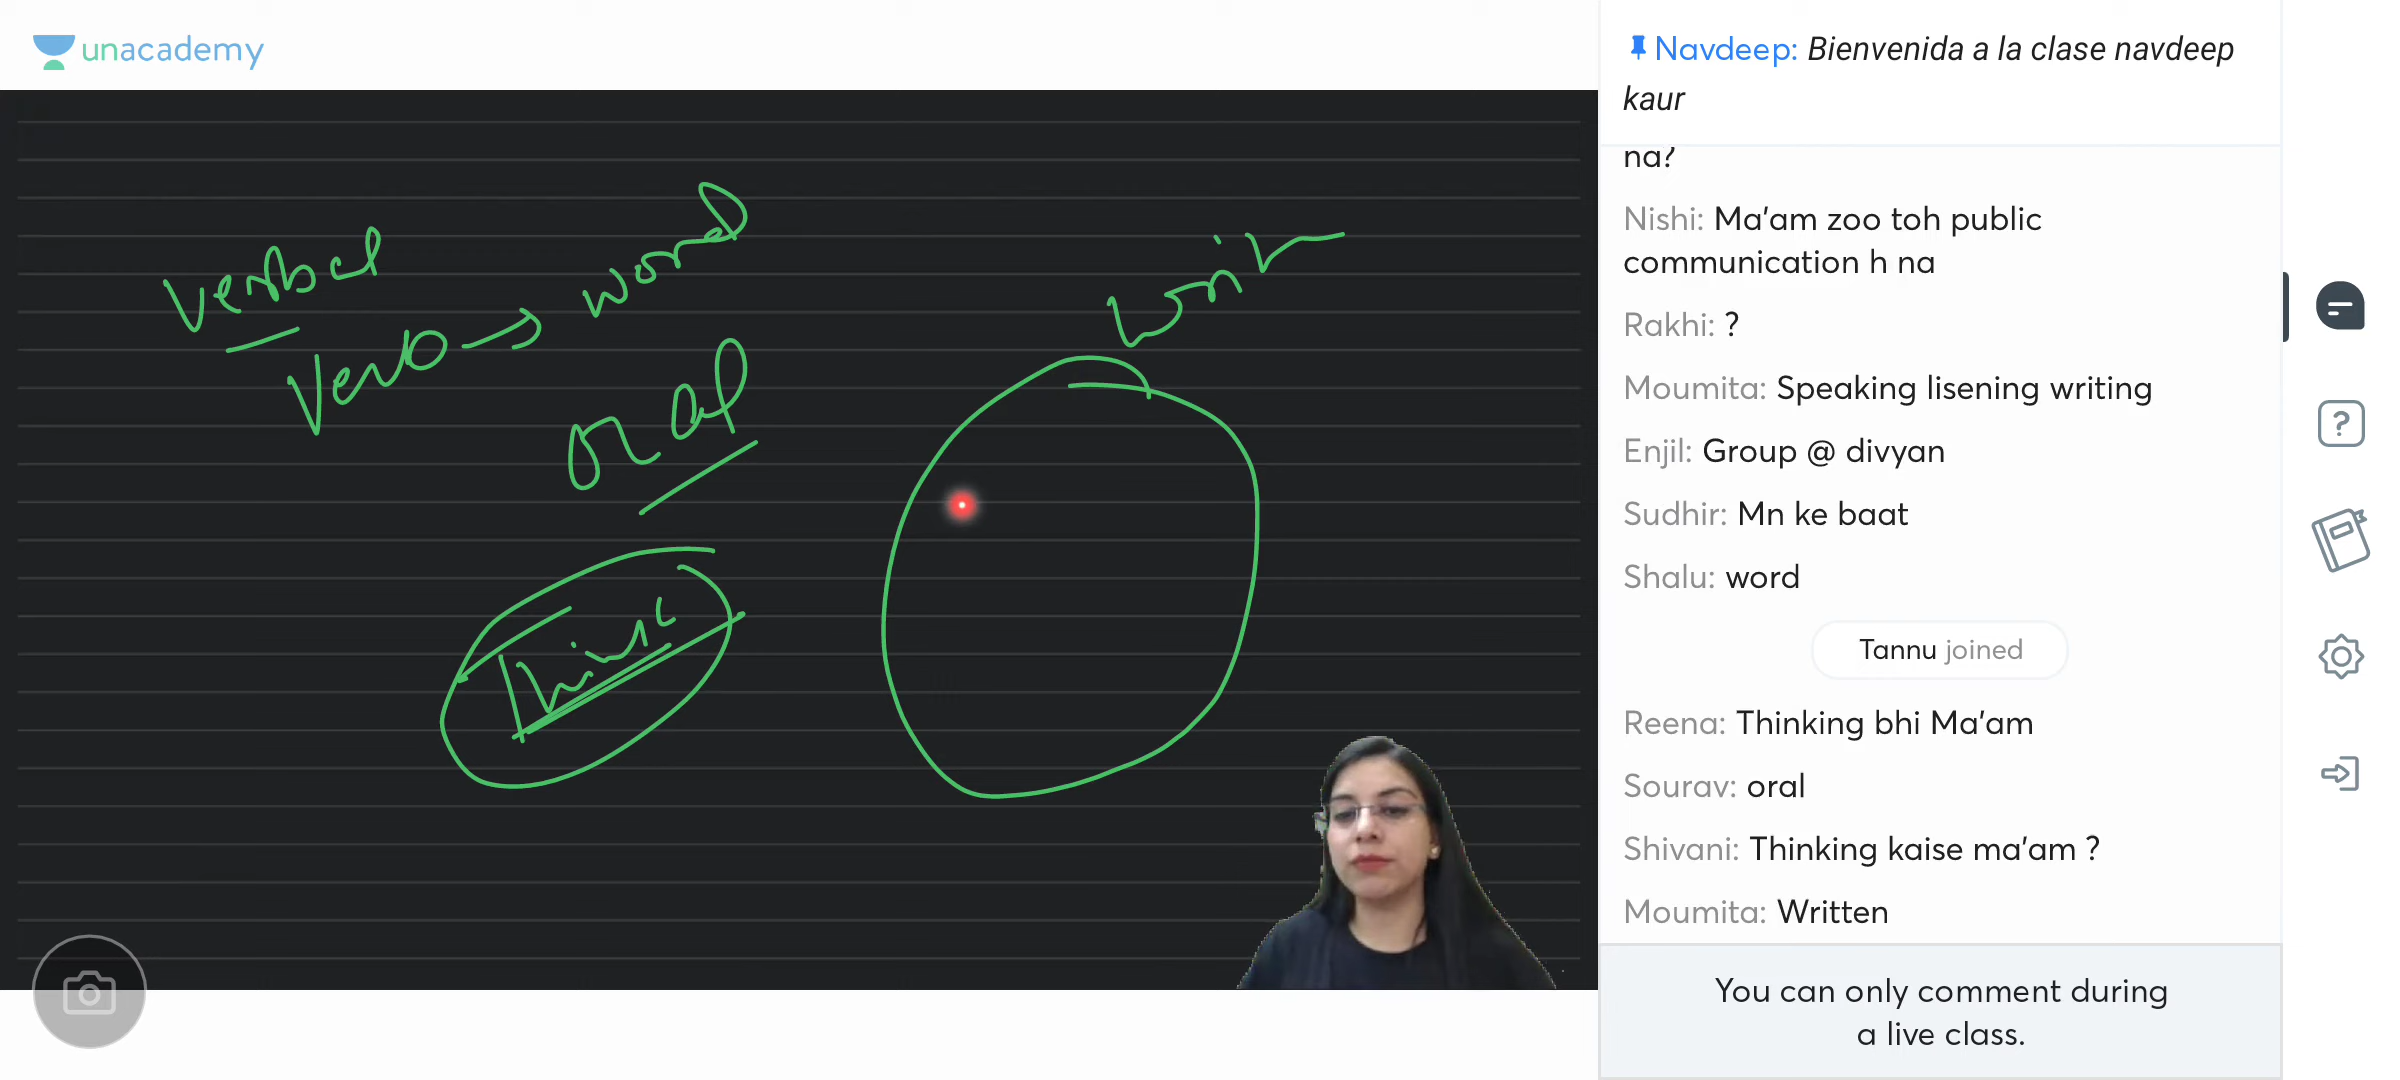 unacademy
verbal
verb → word
oral
writ
Think
Navdeep: Bienvenida a la clase navdeep
kaur
na?
Nishi: Ma'am zoo toh public
communication h na
Rakhi: ?
Moumita: Speaking lisening writing
Enjil: Group @ divyan
Sudhir: Mn ke baat
Shalu: word
Tannu joined
Reena: Thinking bhi Ma'am
Sourav: oral
Shivani: Thinking kaise ma'am ?
Moumita: Written
You can only comment during
a live class.